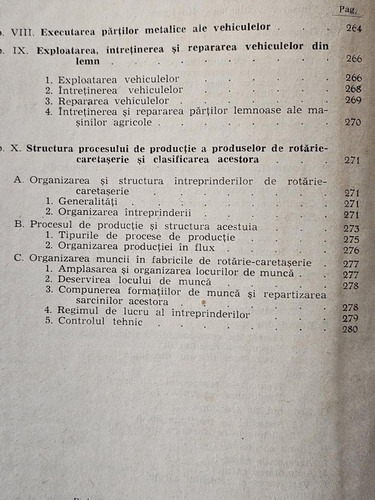 Pag.
VIII. Executarea părților metalice ale vehiculelor . . . 264
IX. Exploatarea, întreținerea și repararea vehiculelor din
lemn . . . . . . . . . . 266
1. Exploatarea vehiculelor . . . . . . 266
2. Întreținerea vehiculelor . . . . . . 268
3. Repararea vehiculelor . . . . . . . 269
4. Întreținerea și repararea părților lemnoase ale ma-
șinilor agricole . . . . . . . . 270
X. Structura procesului de producție a produselor de rotărie-
caretașerie și clasificarea acestora . . . . 271
A. Organizarea și structura întreprinderilor de rotărie-
caretașerie . . . . . . . . . 271
1. Generalități . . . . . . . . 271
2. Organizarea întreprinderii . . . . . 271
B. Procesul de producție și structura acestuia . . . 273
1. Tipurile de procese de producție . . . . 275
2. Organizarea producției în flux . . . . . 276
C. Organizarea muncii în fabricile de rotărie-caretașerie . 277
1. Amplasarea și organizarea locurilor de muncă . . 277
2. Deservirea locului de muncă . . . . . 278
3. Compunerea formațiilor de muncă și repartizarea
sarcinilor acestora . . . . . . . 278
4. Regimul de lucru al întreprinderilor . . . . 279
5. Controlul tehnic . . . . . . . 280